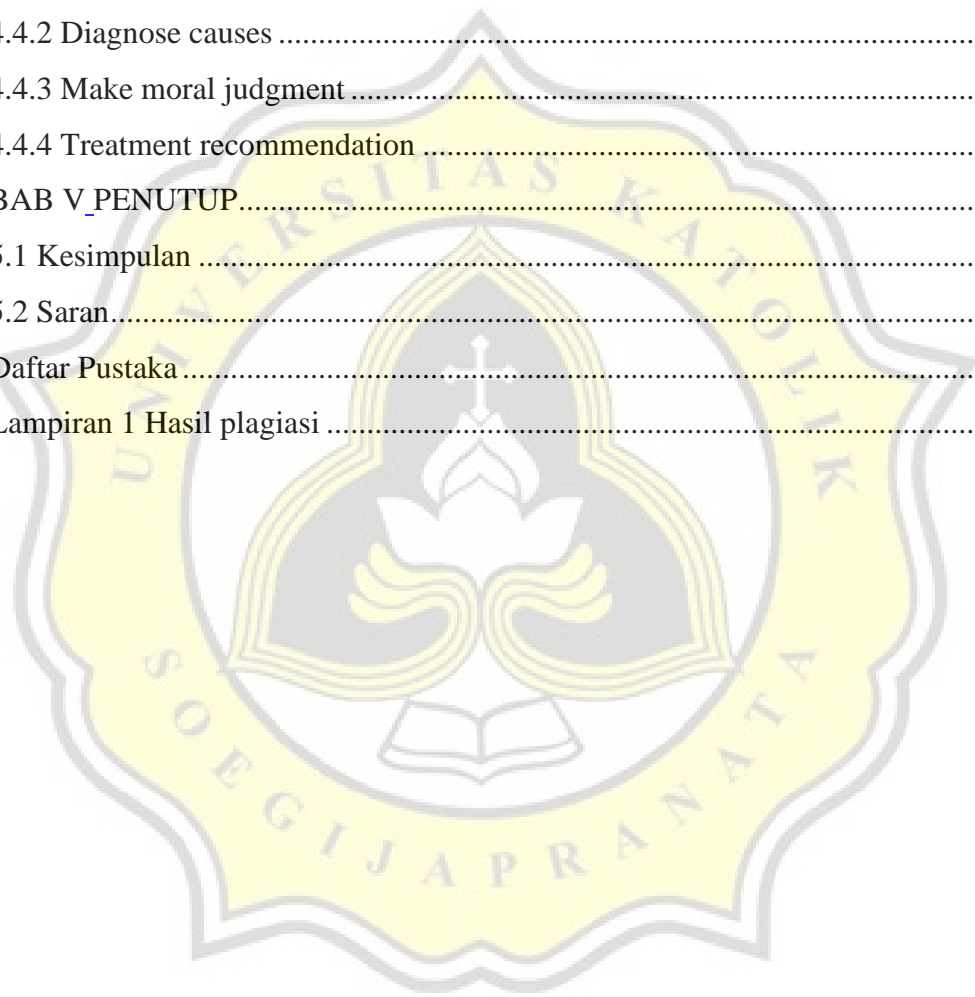 4.4.2 Diagnose causes ....................................................................................
4.4.3 Make moral judgment ............................................................................
4.4.4 Treatment recommendation ...................................................................
BAB V PENUTUP..........................................................................................
5.1 Kesimpulan ...............................................................................................
5.2 Saran..........................................................................................................
Daftar Pustaka .................................................................................................
Lampiran 1 Hasil plagiasi ................................................................................
UNIVERSITAS KATOLIK
SOEGIJAPRANATA